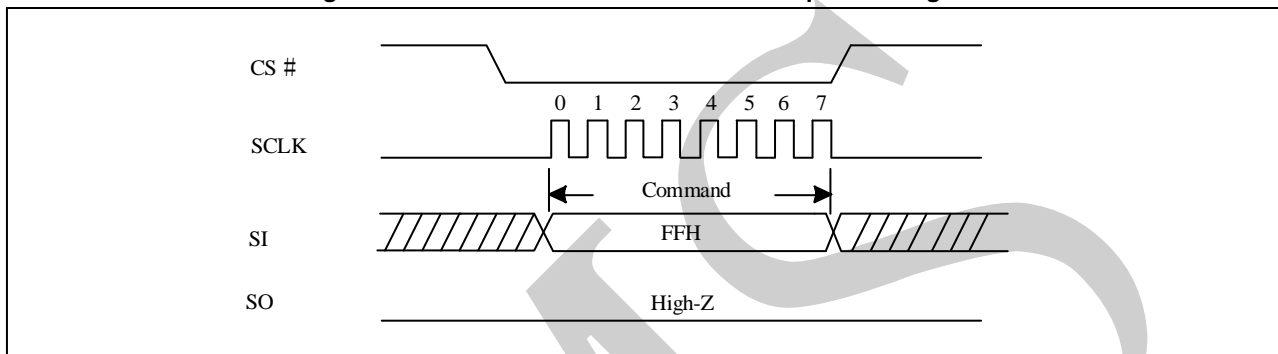 CS #
0 1 2 3 4 5 6 7
SCLK
Command
SI
FFH
SO
High-Z